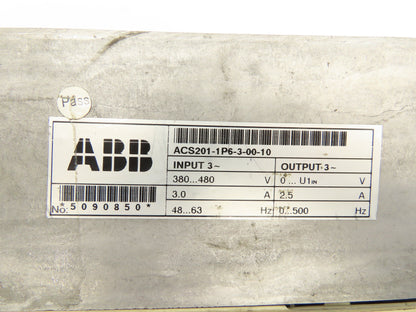 Pass
ABB
ACS201-1P6-3-00-10
INPUT 3~ OUTPUT 3~
380...480 V 0 ... U1IN V
3.0 A 2.5 A
48...63 Hz 0...500 Hz
No: *5090850*